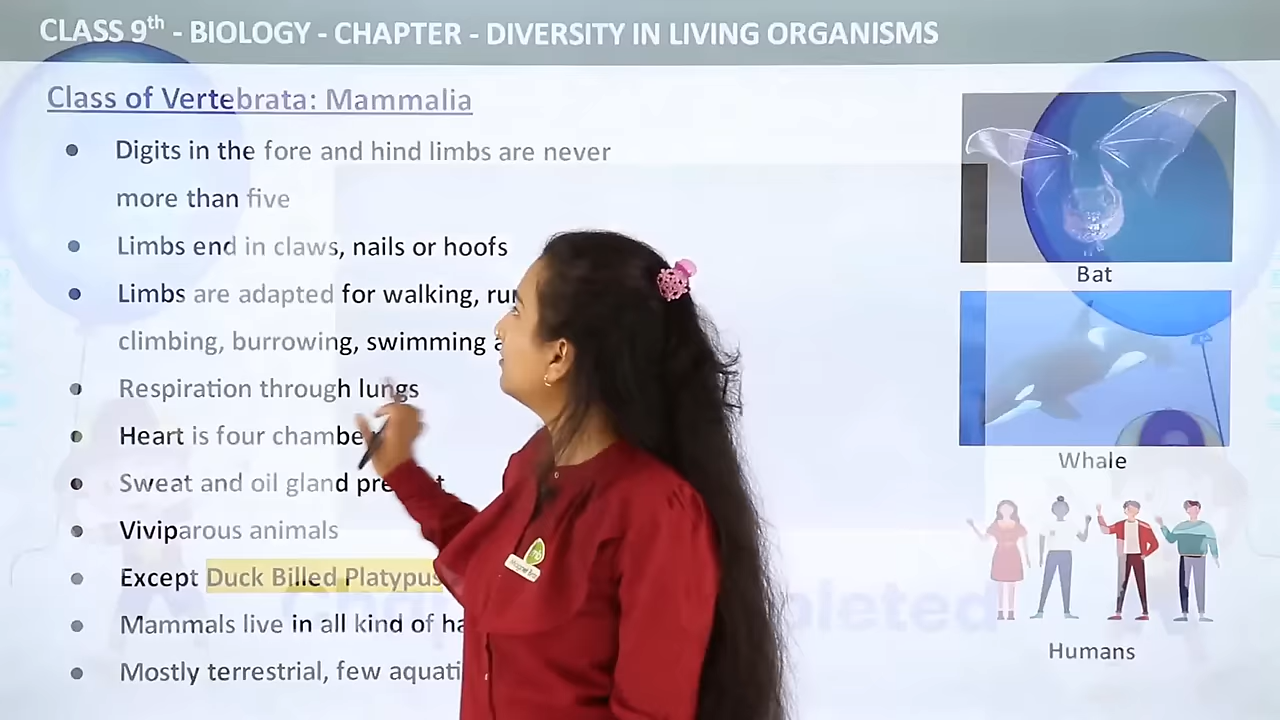 CLASS 9th - BIOLOGY - CHAPTER - DIVERSITY IN LIVING ORGANISMS
Class of Vertebrata: Mammalia
Digits in the fore and hind limbs are never
more than five
Limbs end in claws, nails or hoofs
Limbs are adapted for walking,
climbing, burrowing, swimming
Respiration through lungs
Heart is four
Sweat and oil gland
Viviparous animals
Except Duck Billed Platypus
Mammals live in all kind of
Mostly terrestrial, few
Bat
Whale
Humans